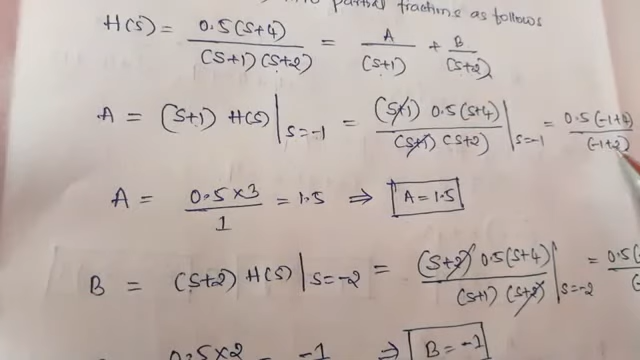 partial fractions as follows
H(s) = 0.5(s+4) / (s+1)(s+2) = A / (s+1) + B / (s+2)
A = (s+1) H(s) |s=-1 = (s+1) 0.5(s+4) / (s+1)(s+2) |s=-1 = 0.5(-1+4) / (-1+2)
A = 0.5×3 / 1 = 1.5 ⇒ A = 1.5
B = (s+2) H(s) |s=-2 = (s+2) 0.5(s+4) / (s+1)(s+2) |s=-2 = 0.5(
0.5×2 = -1 ⇒ B = -1